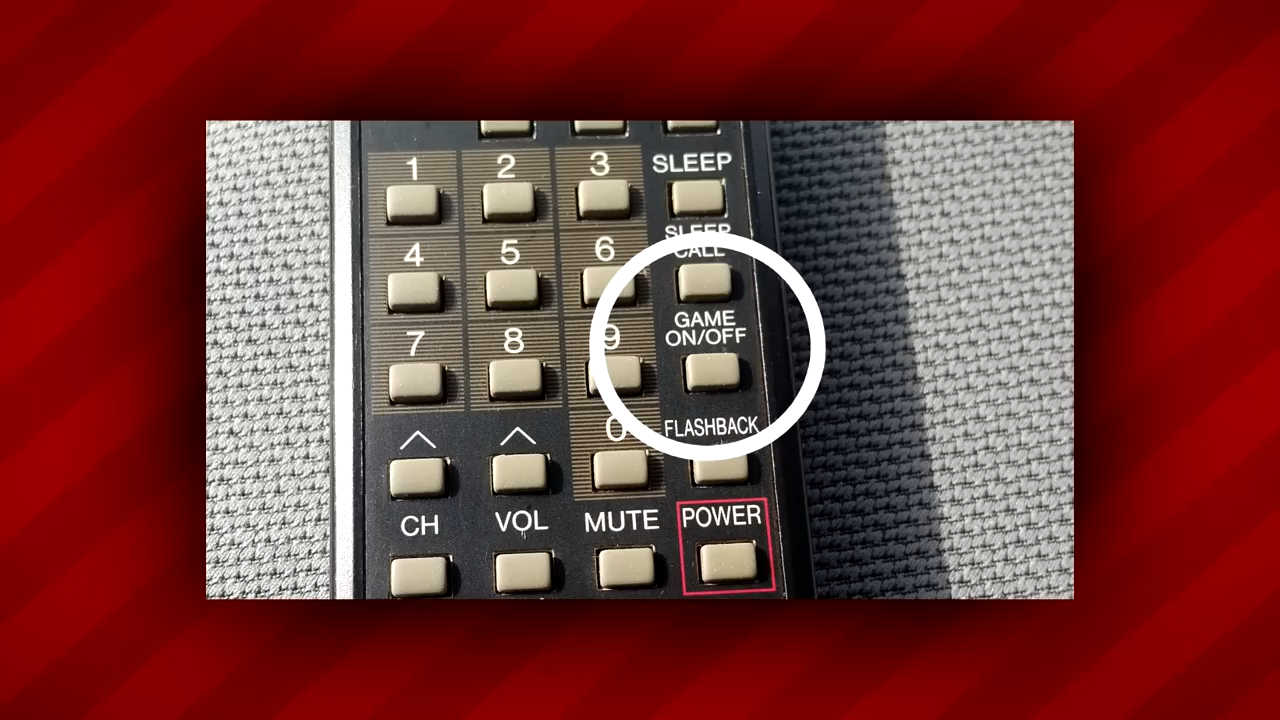 1 2 3 SLEEP
4 5 6 SLEEP CALL
7 8 9 GAME ON/OFF
0 FLASHBACK
CH VOL MUTE POWER